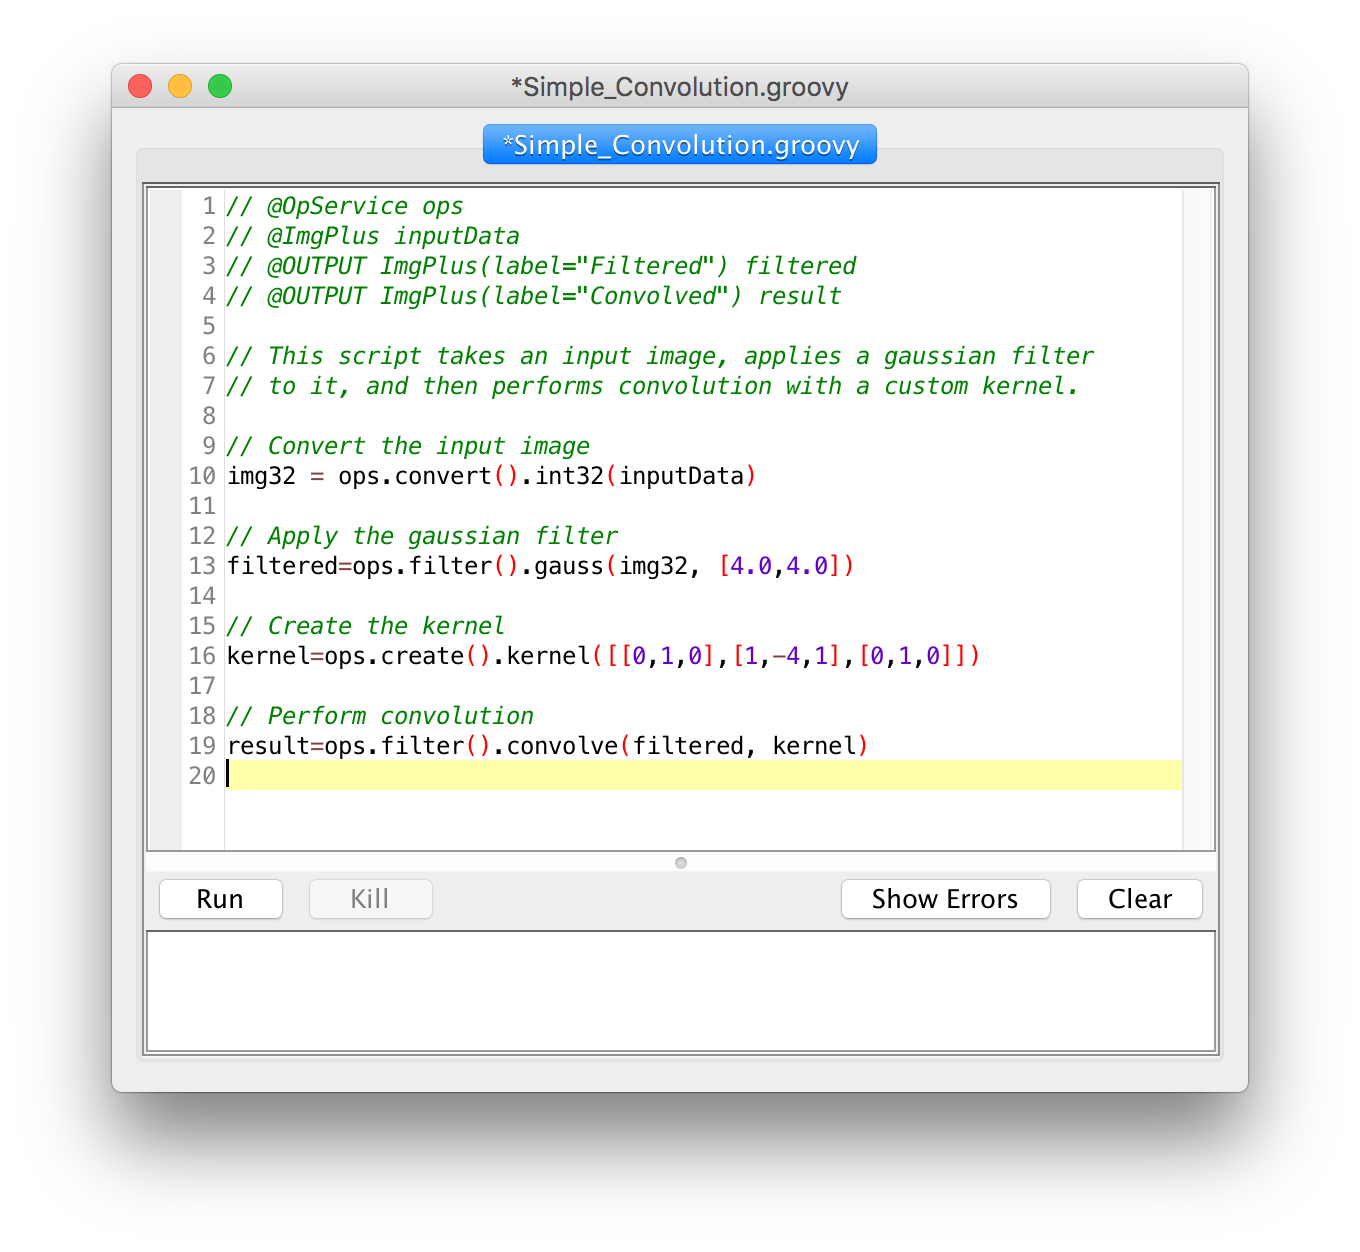 *Simple_Convolution.groovy
*Simple_Convolution.groovy
1 // @OpService ops
2 // @ImgPlus inputData
3 // @OUTPUT ImgPlus(label="Filtered") filtered
4 // @OUTPUT ImgPlus(label="Convolved") result
5
6 // This script takes an input image, applies a gaussian filter
7 // to it, and then performs convolution with a custom kernel.
8
9 // Convert the input image
10 img32 = ops.convert().int32(inputData)
11
12 // Apply the gaussian filter
13 filtered=ops.filter().gauss(img32, [4.0,4.0])
14
15 // Create the kernel
16 kernel=ops.create().kernel([[0,1,0],[1,-4,1],[0,1,0]])
17
18 // Perform convolution
19 result=ops.filter().convolve(filtered, kernel)
20
Run Kill Show Errors Clear